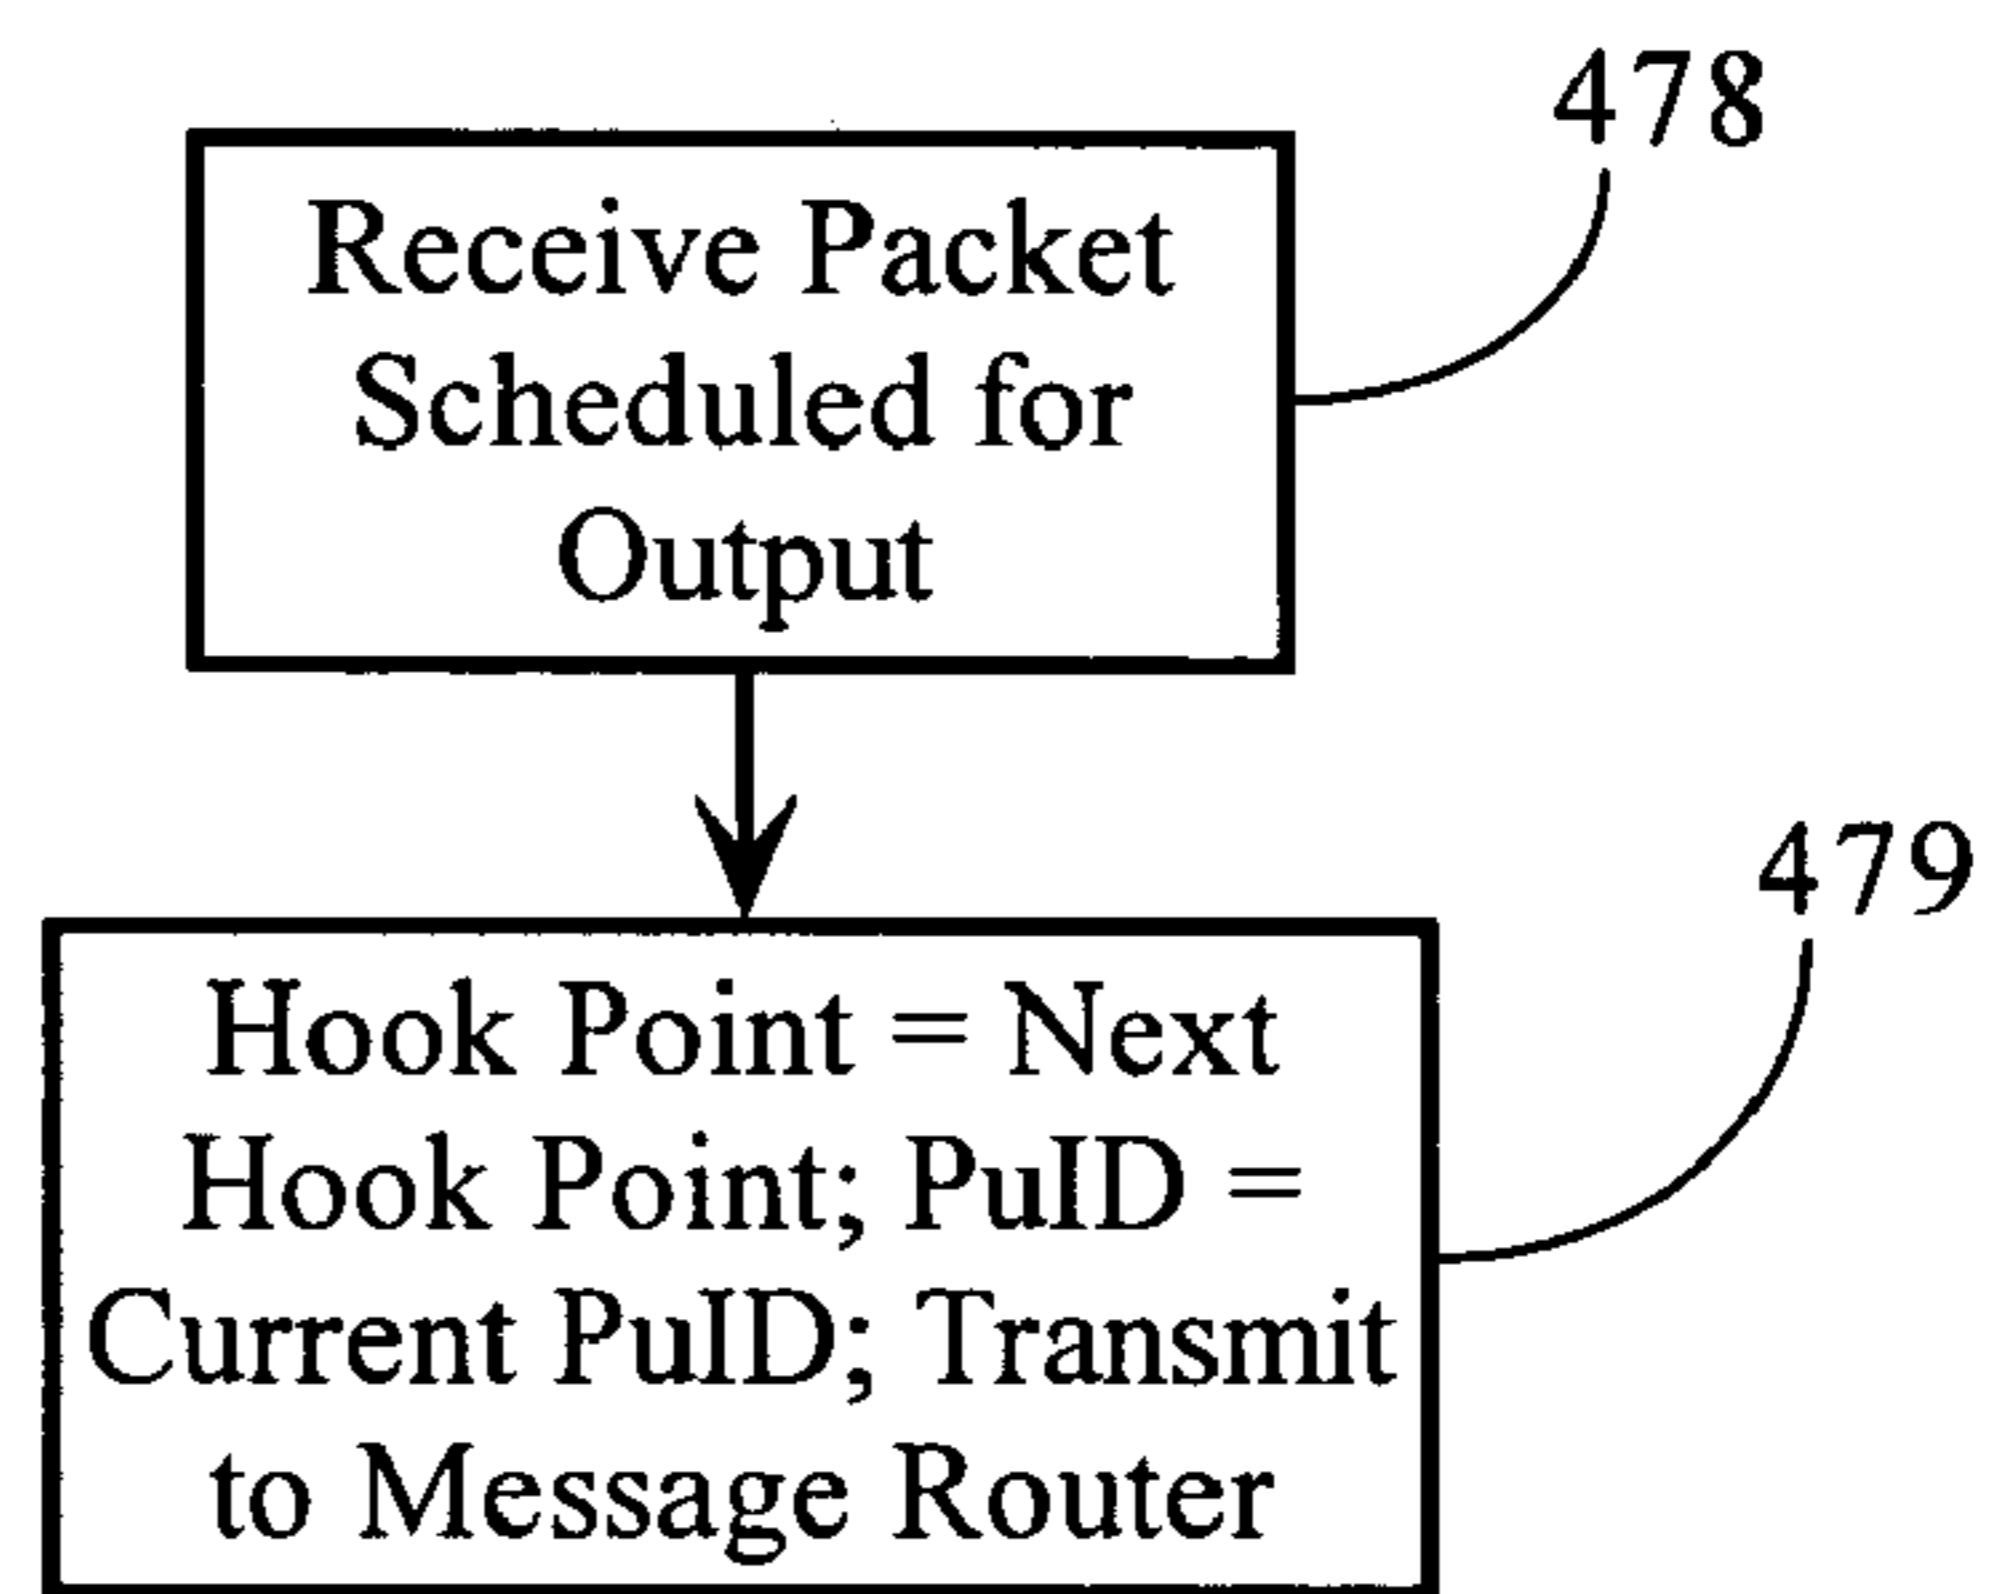 478
Receive Packet
Scheduled for
Output
479
Hook Point = Next
Hook Point; PuID =
Current PuID; Transmit
to Message Router